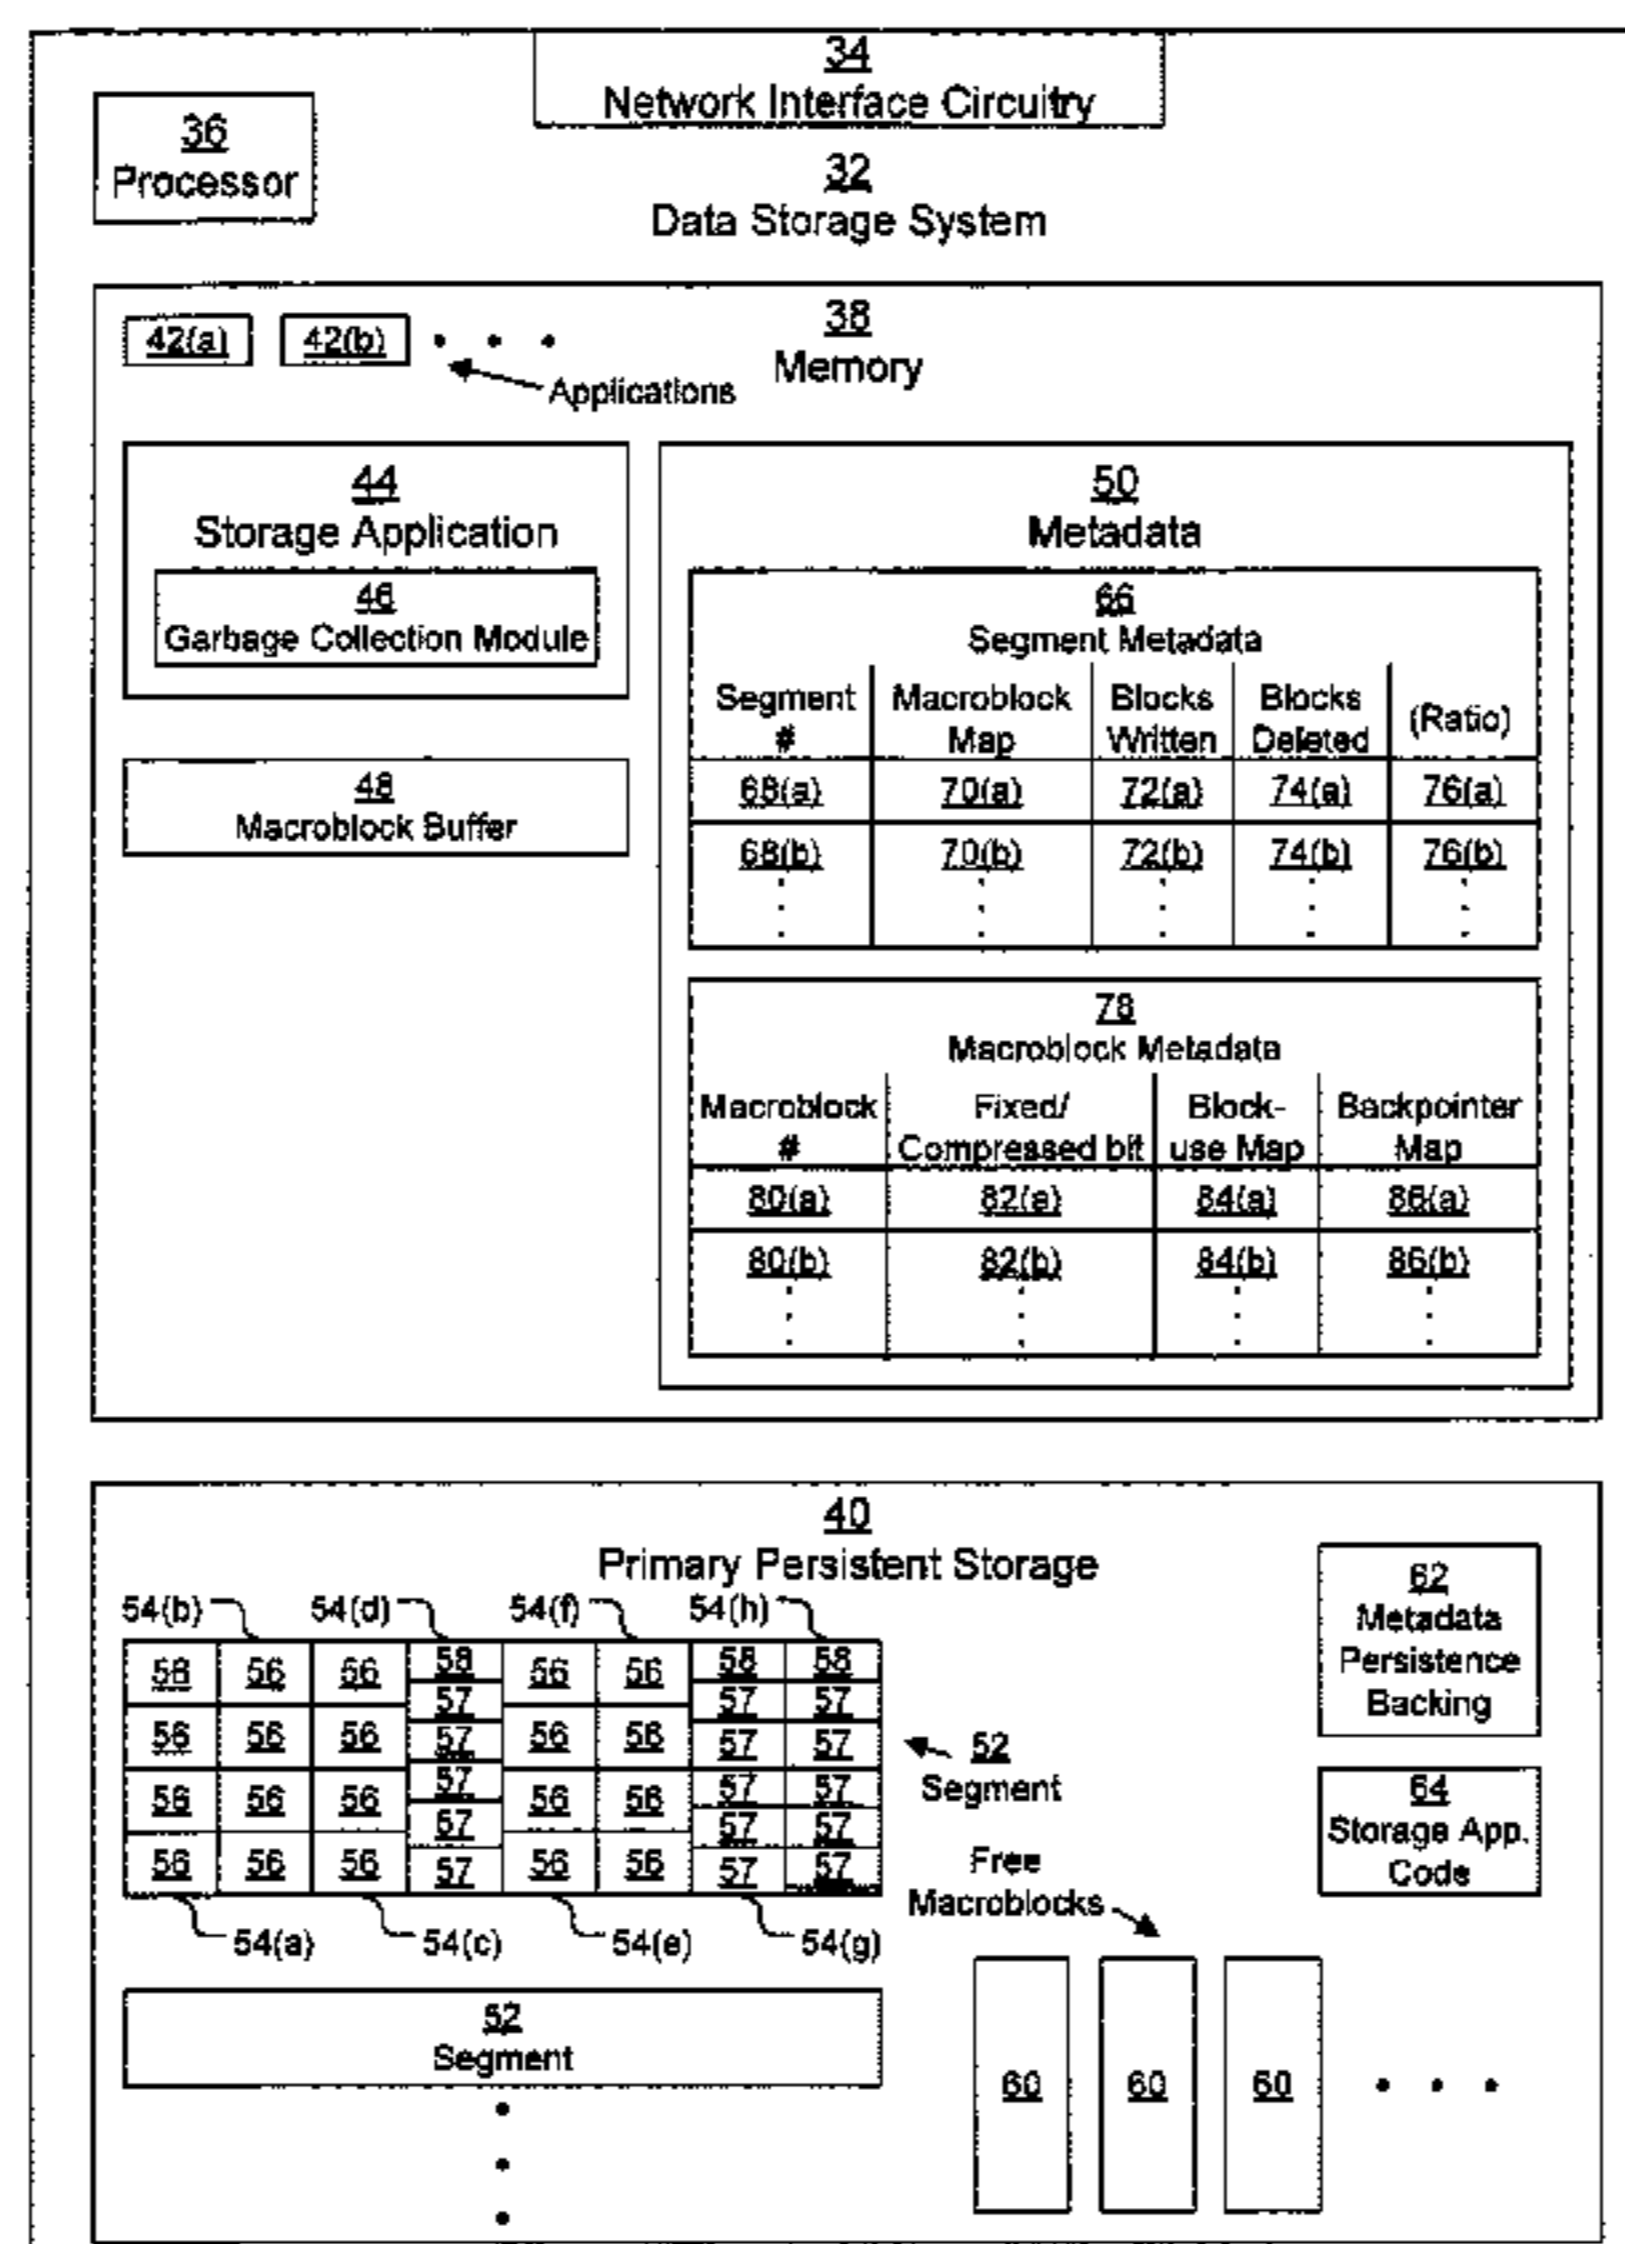 34
Network Interface Circuitry
36
Processor
32
Data Storage System
42(a) 42(b) • • •
38
Memory
Applications
44
Storage Application
46
Garbage Collection Module
48
Macroblock Buffer
50
Metadata
66
Segment Metadata
Segment # Macroblock Map Blocks Written Blocks Deleted (Ratio)
68(a) 70(a) 72(a) 74(a) 76(a)
68(b) 70(b) 72(b) 74(b) 76(b)
78
Macroblock Metadata
Macroblock # Fixed/ Compressed bit Block- use Map Backpointer Map
80(a) 82(a) 84(a) 86(a)
80(b) 82(b) 84(b) 86(b)
40
Primary Persistent Storage
54(b) 54(d) 54(f) 54(h)
56 56 56 58 56 56 58 58
57 57 57
56 56 56 57 56 56 57 57
56 56 56 57 56 56 57 57
57 57 57
56 56 56 57 56 56 57 57
54(a) 54(c) 54(e) 54(g)
52
Segment
52
Segment
• • •
Free
Macroblocks
60 60 60 • • •
62
Metadata
Persistence
Backing
64
Storage App.
Code